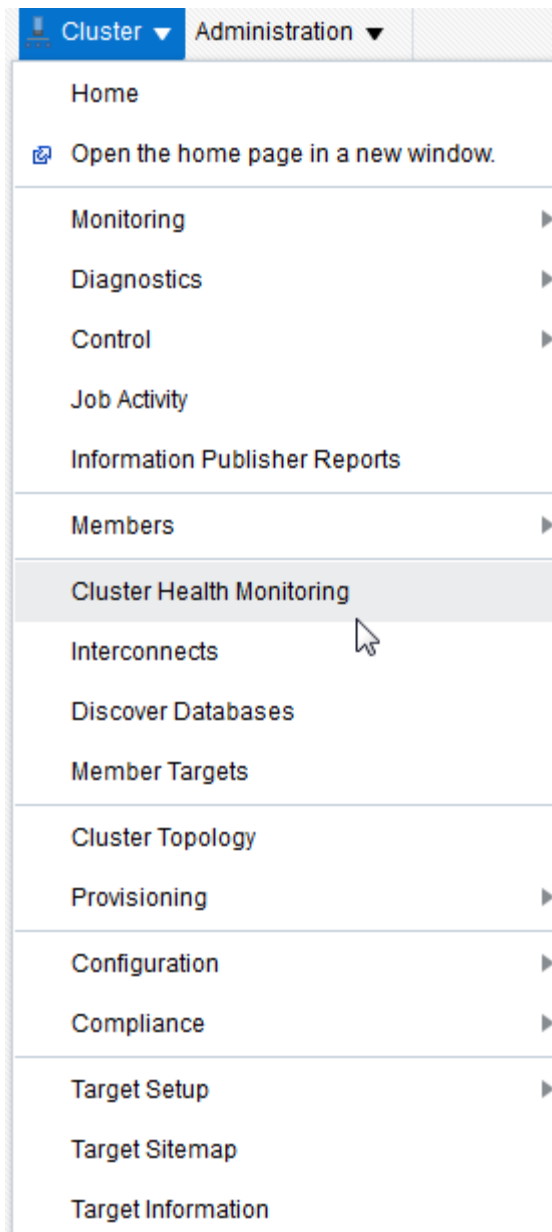 Cluster Administration
Home
Open the home page in a new window.
Monitoring
Diagnostics
Control
Job Activity
Information Publisher Reports
Members
Cluster Health Monitoring
Interconnects
Discover Databases
Member Targets
Cluster Topology
Provisioning
Configuration
Compliance
Target Setup
Target Sitemap
Target Information